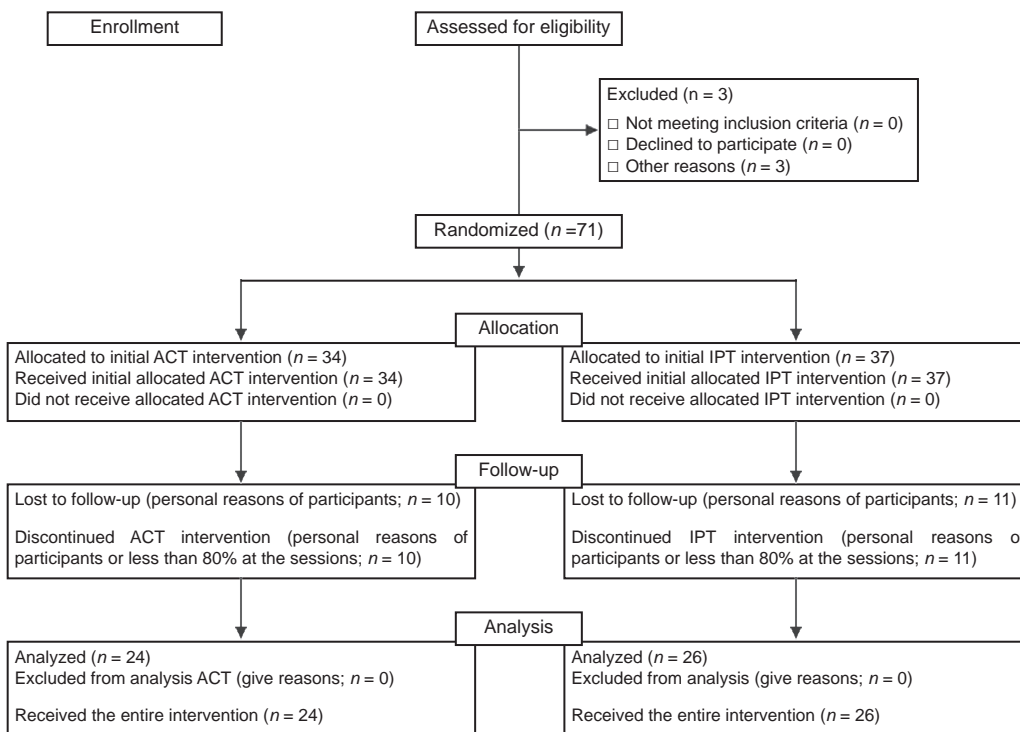 Enrollment
Assessed for eligibility
Excluded (n = 3)
□ Not meeting inclusion criteria (n = 0)
□ Declined to participate (n = 0)
□ Other reasons (n = 3)
Randomized (n =71)
Allocation
Allocated to initial ACT intervention (n = 34)
Received initial allocated ACT intervention (n = 34)
Did not receive allocated ACT intervention (n = 0)
Allocated to initial IPT intervention (n = 37)
Received initial allocated IPT intervention (n = 37)
Did not receive allocated IPT intervention (n = 0)
Follow-up
Lost to follow-up (personal reasons of participants; n = 10)
Discontinued ACT intervention (personal reasons of
participants or less than 80% at the sessions; n = 10)
Lost to follow-up (personal reasons of participants; n = 11)
Discontinued IPT intervention (personal reasons o
participants or less than 80% at the sessions; n = 11)
Analysis
Analyzed (n = 24)
Excluded from analysis ACT (give reasons; n = 0)
Received the entire intervention (n = 24)
Analyzed (n = 26)
Excluded from analysis (give reasons; n = 0)
Received the entire intervention (n = 26)